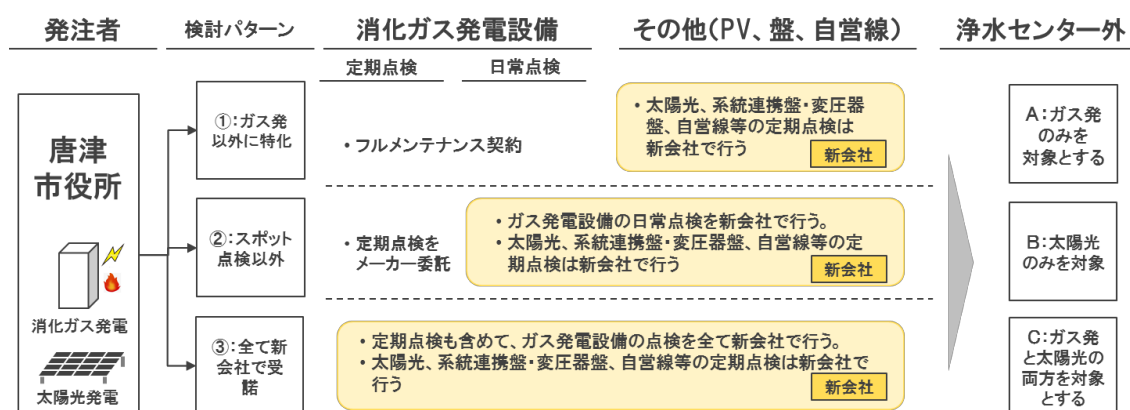 発注者
検討パターン
消化ガス発電設備
その他(PV、盤、自営線)
浄水センター外
定期点検
日常点検
唐津
市役所
消化ガス発電
太陽光発電
①:ガス発
以外に特化
・フルメンテナンス契約
・太陽光、系統連携盤・変圧器
盤、自営線等の定期点検は
新会社で行う
新会社
②:スポット
点検以外
・定期点検を
メーカー委託
・ガス発電設備の日常点検を新会社で行う。
・太陽光、系統連携盤・変圧器盤、自営線等の定
期点検は新会社で行う
新会社
③:全て新
会社で受
諾
・定期点検も含めて、ガス発電設備の点検を全て新会社で行う。
・太陽光、系統連携盤・変圧器盤、自営線等の定期点検は新会社で
行う
新会社
A:ガス発
のみを
対象とする
B:太陽光
のみを対象
C:ガス発
と太陽光の
両方を対象
とする